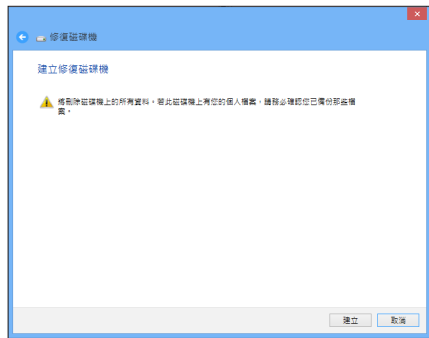 修復磁碟機
建立修復磁碟機
將刪除磁碟機上的所有資料。若此磁碟機上有您的個人檔案，請務必確認您已備份那些檔
案。
建立
取消